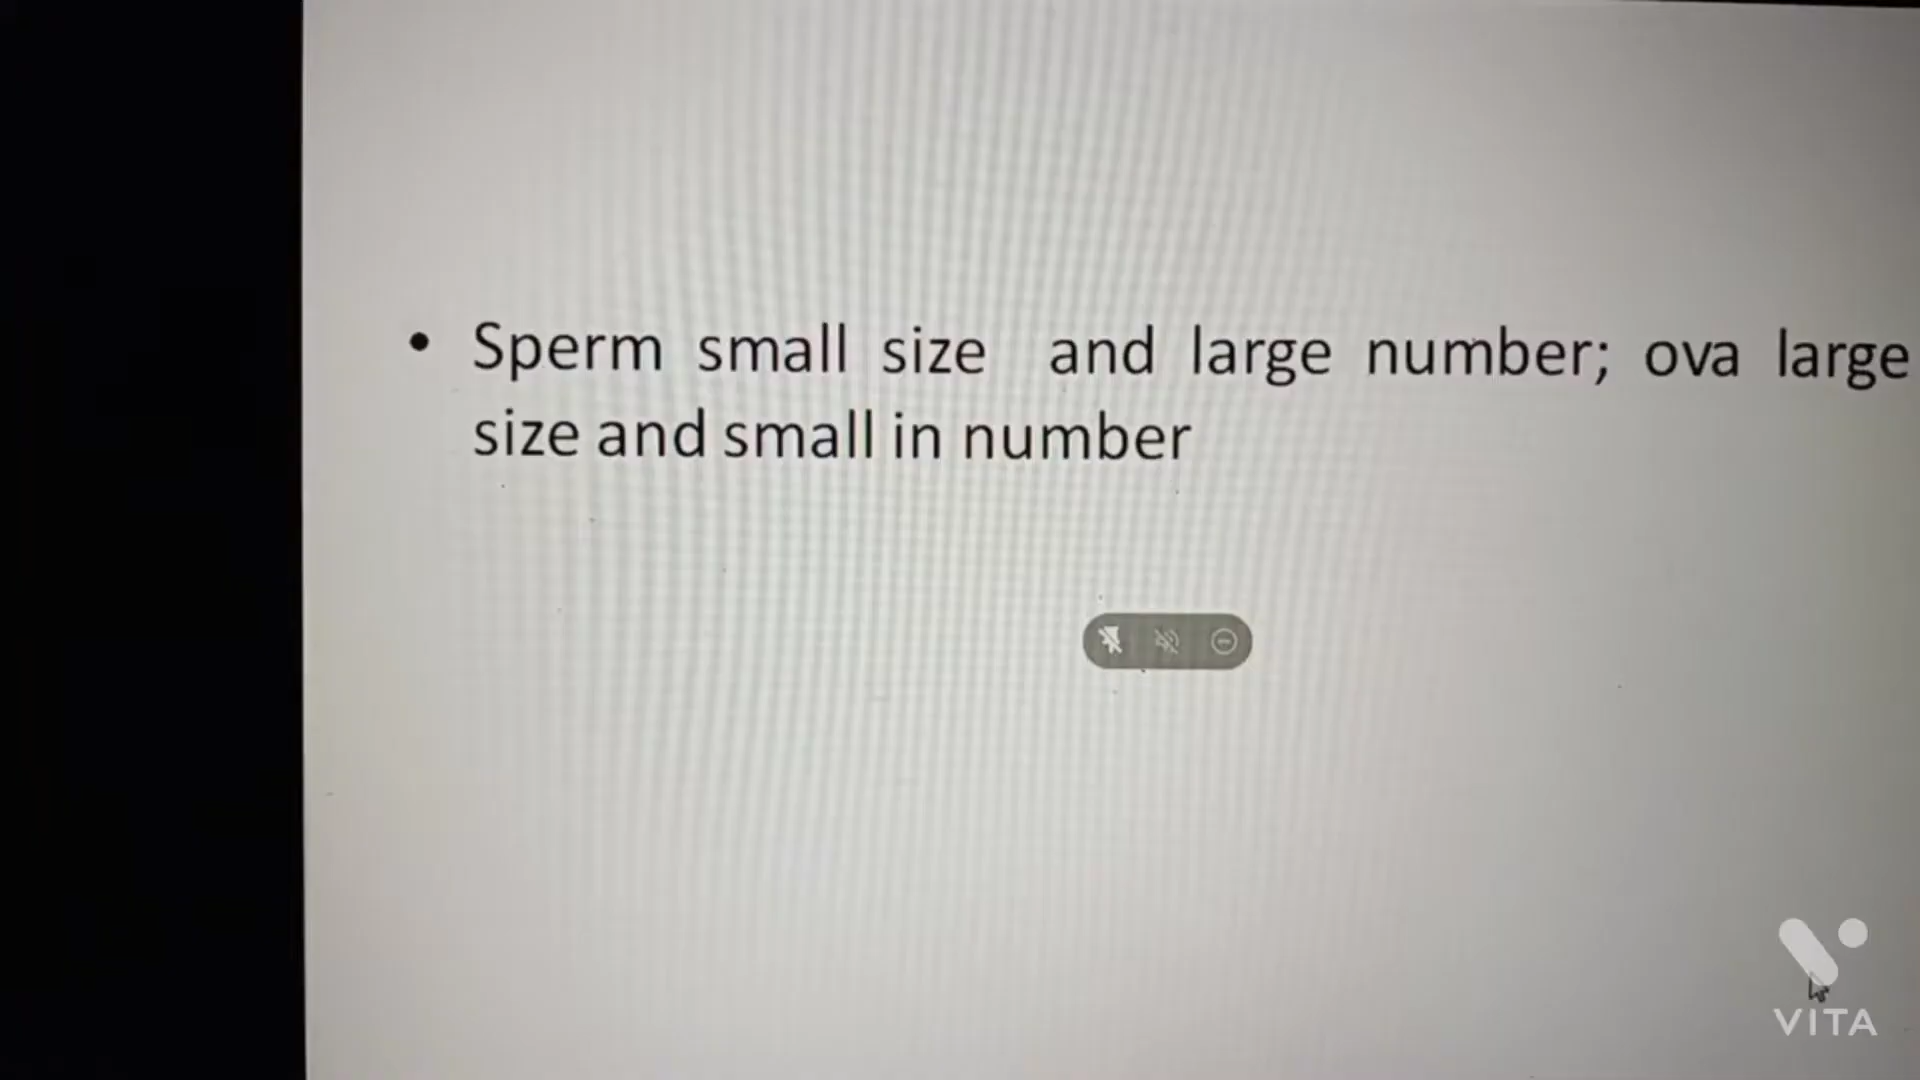 • Sperm small size and large number; ova large
size and small in number
VITA